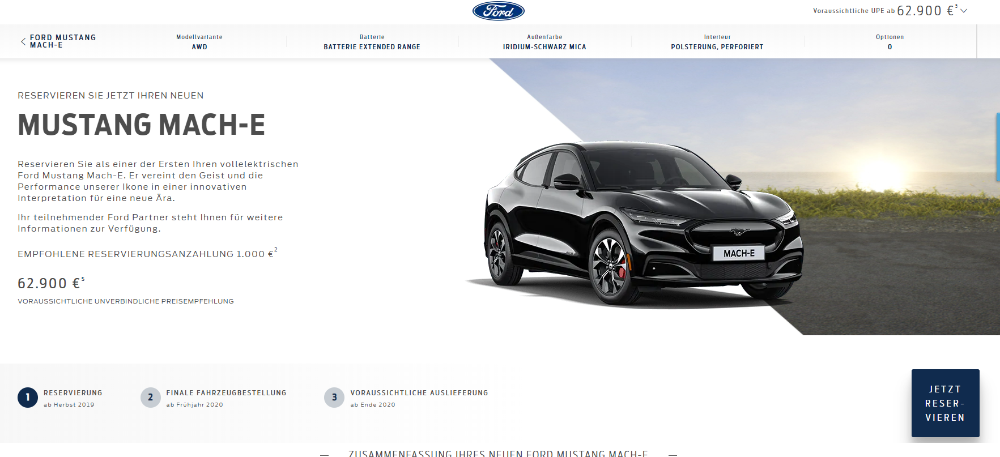 Ford
Voraussichtliche UPE ab 62.900 €5
FORD MUSTANG
MACH-E
Modellvariante
AWD
Batterie
BATTERIE EXTENDED RANGE
Außenfarbe
IRIDIUM-SCHWARZ MICA
Interieur
POLSTERUNG, PERFORIERT
Optionen
0
RESERVIEREN SIE JETZT IHREN NEUEN
MUSTANG MACH-E
Reservieren Sie als einer der Ersten Ihren vollelektrischen
Ford Mustang Mach-E. Er vereint den Geist und die
Performance unserer Ikone in einer innovativen
Interpretation für eine neue Ära.
Ihr teilnehmender Ford Partner steht Ihnen für weitere
Informationen zur Verfügung.
EMPFOHLENE RESERVIERUNGSANZAHLUNG 1.000 €2
62.900 €5
VORAUSSICHTLICHE UNVERBINDLICHE PREISEMPFEHLUNG
MACH-E
1
RESERVIERUNG
ab Herbst 2019
2
FINALE FAHRZEUGBESTELLUNG
ab Frühjahr 2020
3
VORAUSSICHTLICHE AUSLIEFERUNG
ab Ende 2020
JETZT
RESER-
VIEREN
— ZUSAMMENFASSUNG IHRES NEUEN FORD MUSTANG MACH-E —